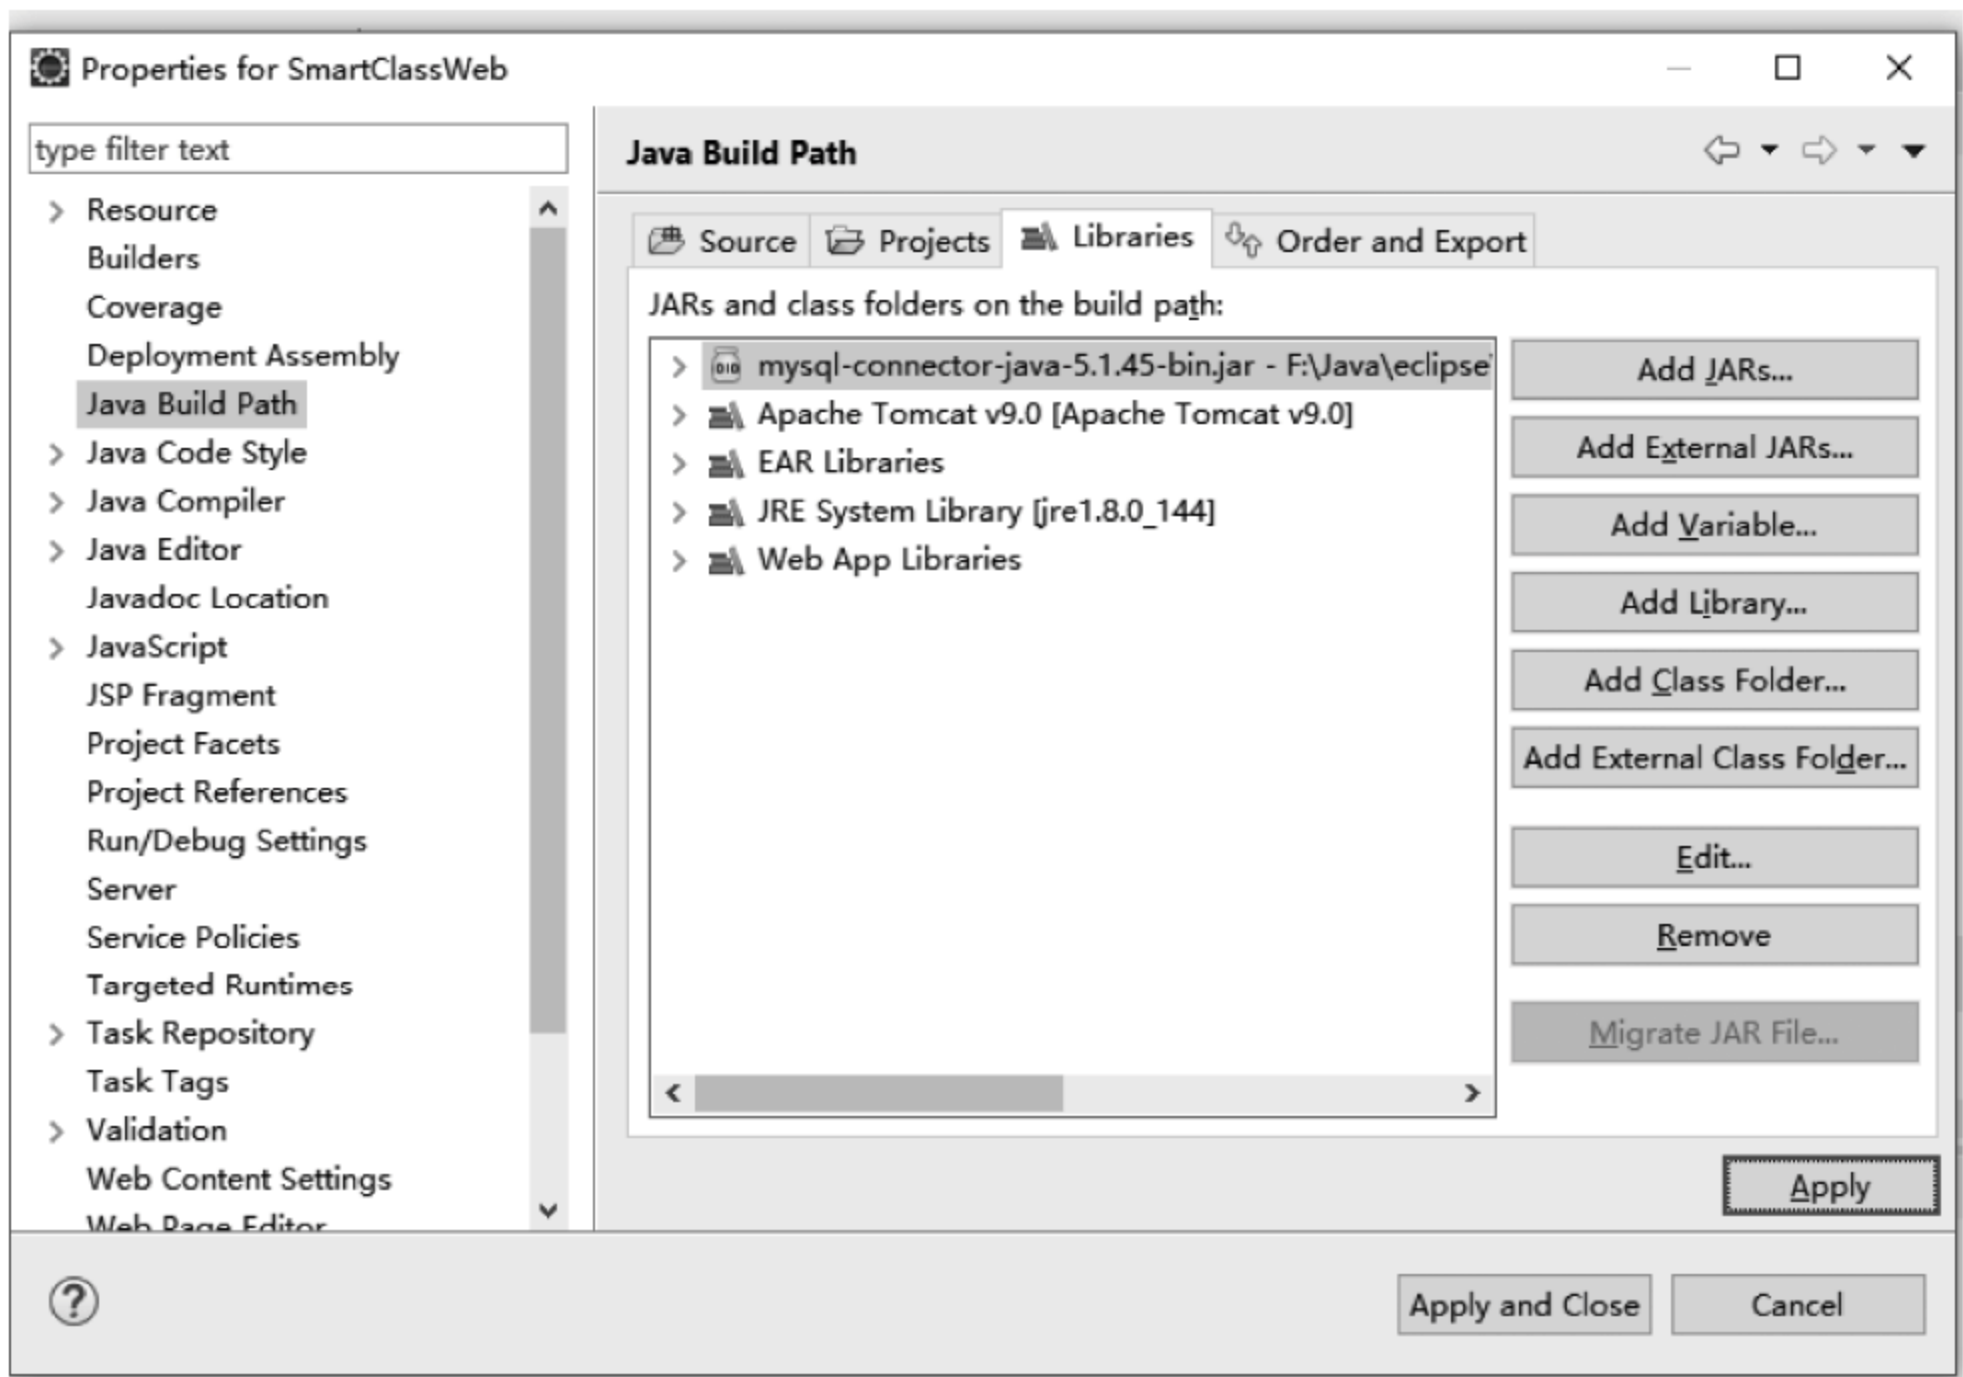 Properties for SmartClassWeb
type filter text
Resource
Builders
Coverage
Deployment Assembly
Java Build Path
Java Code Style
Java Compiler
Java Editor
Javadoc Location
JavaScript
JSP Fragment
Project Facets
Project References
Run/Debug Settings
Server
Service Policies
Targeted Runtimes
Task Repository
Task Tags
Validation
Web Content Settings
Web Page Editor
Java Build Path
Source
Projects
Libraries
Order and Export
JARs and class folders on the build path:
mysql-connector-java-5.1.45-bin.jar - F:\Java\eclipse
Apache Tomcat v9.0 [Apache Tomcat v9.0]
EAR Libraries
JRE System Library [jre1.8.0_144]
Web App Libraries
Add JARs...
Add External JARs...
Add Variable...
Add Library...
Add Class Folder...
Add External Class Folder...
Edit...
Remove
Migrate JAR File...
Apply
?
Apply and Close
Cancel